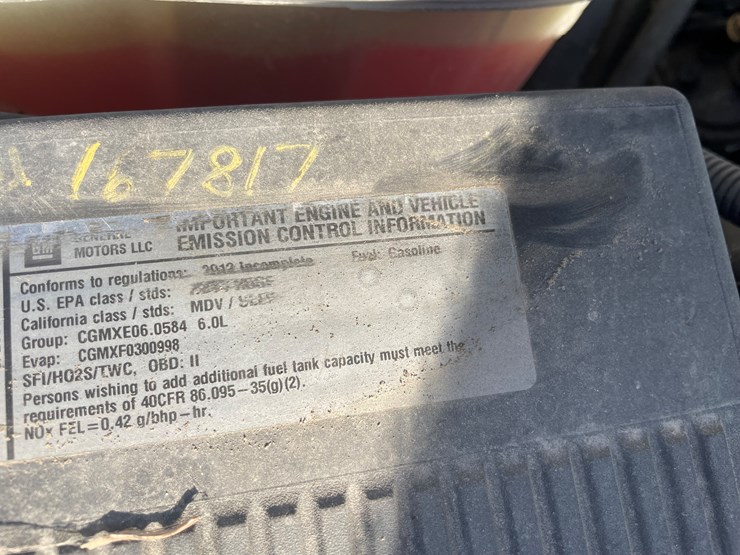 167817
GM GENERAL MOTORS LLC
IMPORTANT ENGINE AND VEHICLE
EMISSION CONTROL INFORMATION
Conforms to regulations: 2012 Incomplete Fuel: Gasoline
U.S. EPA class / stds:
California class / stds: MDV /
Group: CGMXE06.0584 6.0L
Evap: CGMXF0300998
SFI/HO2S/TWC, OBD: II
Persons wishing to add additional fuel tank capacity must meet the
requirements of 40CFR 86.095-35(g)(2).
NOx FEL=0.42 g/bhp-hr.